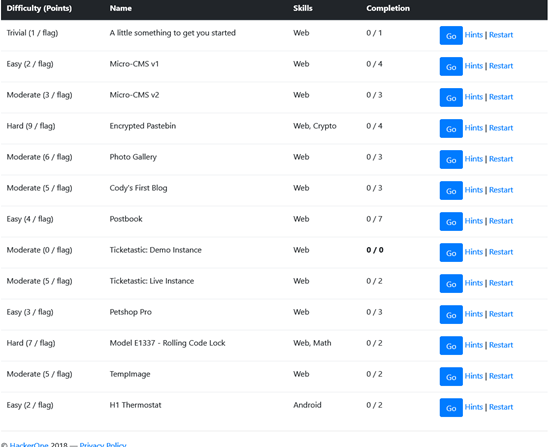 Difficulty (Points) Name Skills Completion
Trivial (1 / flag) A little something to get you started Web 0 / 1 Go Hints | Restart
Easy (2 / flag) Micro-CMS v1 Web 0 / 4 Go Hints | Restart
Moderate (3 / flag) Micro-CMS v2 Web 0 / 3 Go Hints | Restart
Hard (9 / flag) Encrypted Pastebin Web, Crypto 0 / 4 Go Hints | Restart
Moderate (6 / flag) Photo Gallery Web 0 / 3 Go Hints | Restart
Moderate (5 / flag) Cody's First Blog Web 0 / 3 Go Hints | Restart
Easy (4 / flag) Postbook Web 0 / 7 Go Hints | Restart
Moderate (0 / flag) Ticketastic: Demo Instance Web 0 / 0 Go Hints | Restart
Moderate (5 / flag) Ticketastic: Live Instance Web 0 / 2 Go Hints | Restart
Easy (3 / flag) Petshop Pro Web 0 / 3 Go Hints | Restart
Hard (7 / flag) Model E1337 - Rolling Code Lock Web, Math 0 / 2 Go Hints | Restart
Moderate (5 / flag) TempImage Web 0 / 2 Go Hints | Restart
Easy (2 / flag) H1 Thermostat Android 0 / 2 Go Hints | Restart
© HackerOne 2018 — Privacy Policy